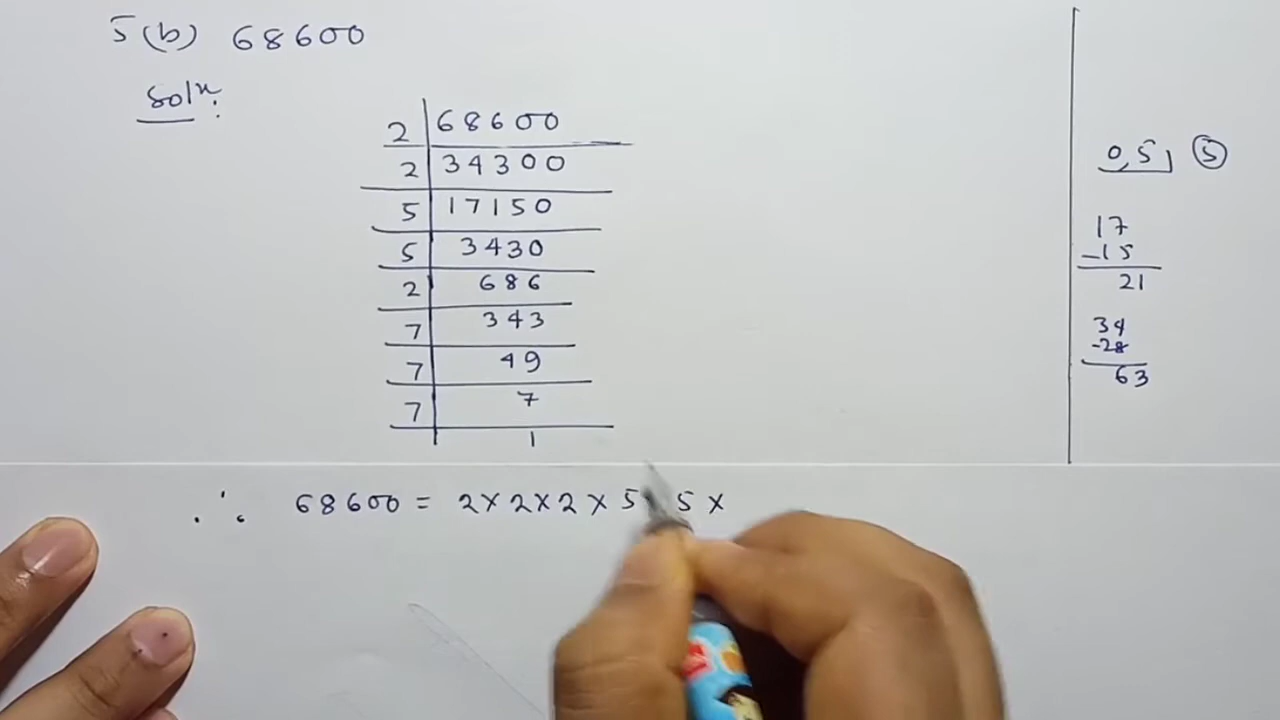 5(b) 68600
Solⁿ:
2 | 68600
2 | 34300
5 | 17150
5 | 3430
2 | 686
7 | 343
7 | 49
7 | 7
1
∴ 68600 = 2×2×2×5 5×
0,5, ⑤
17
-15
21
34
-28
63